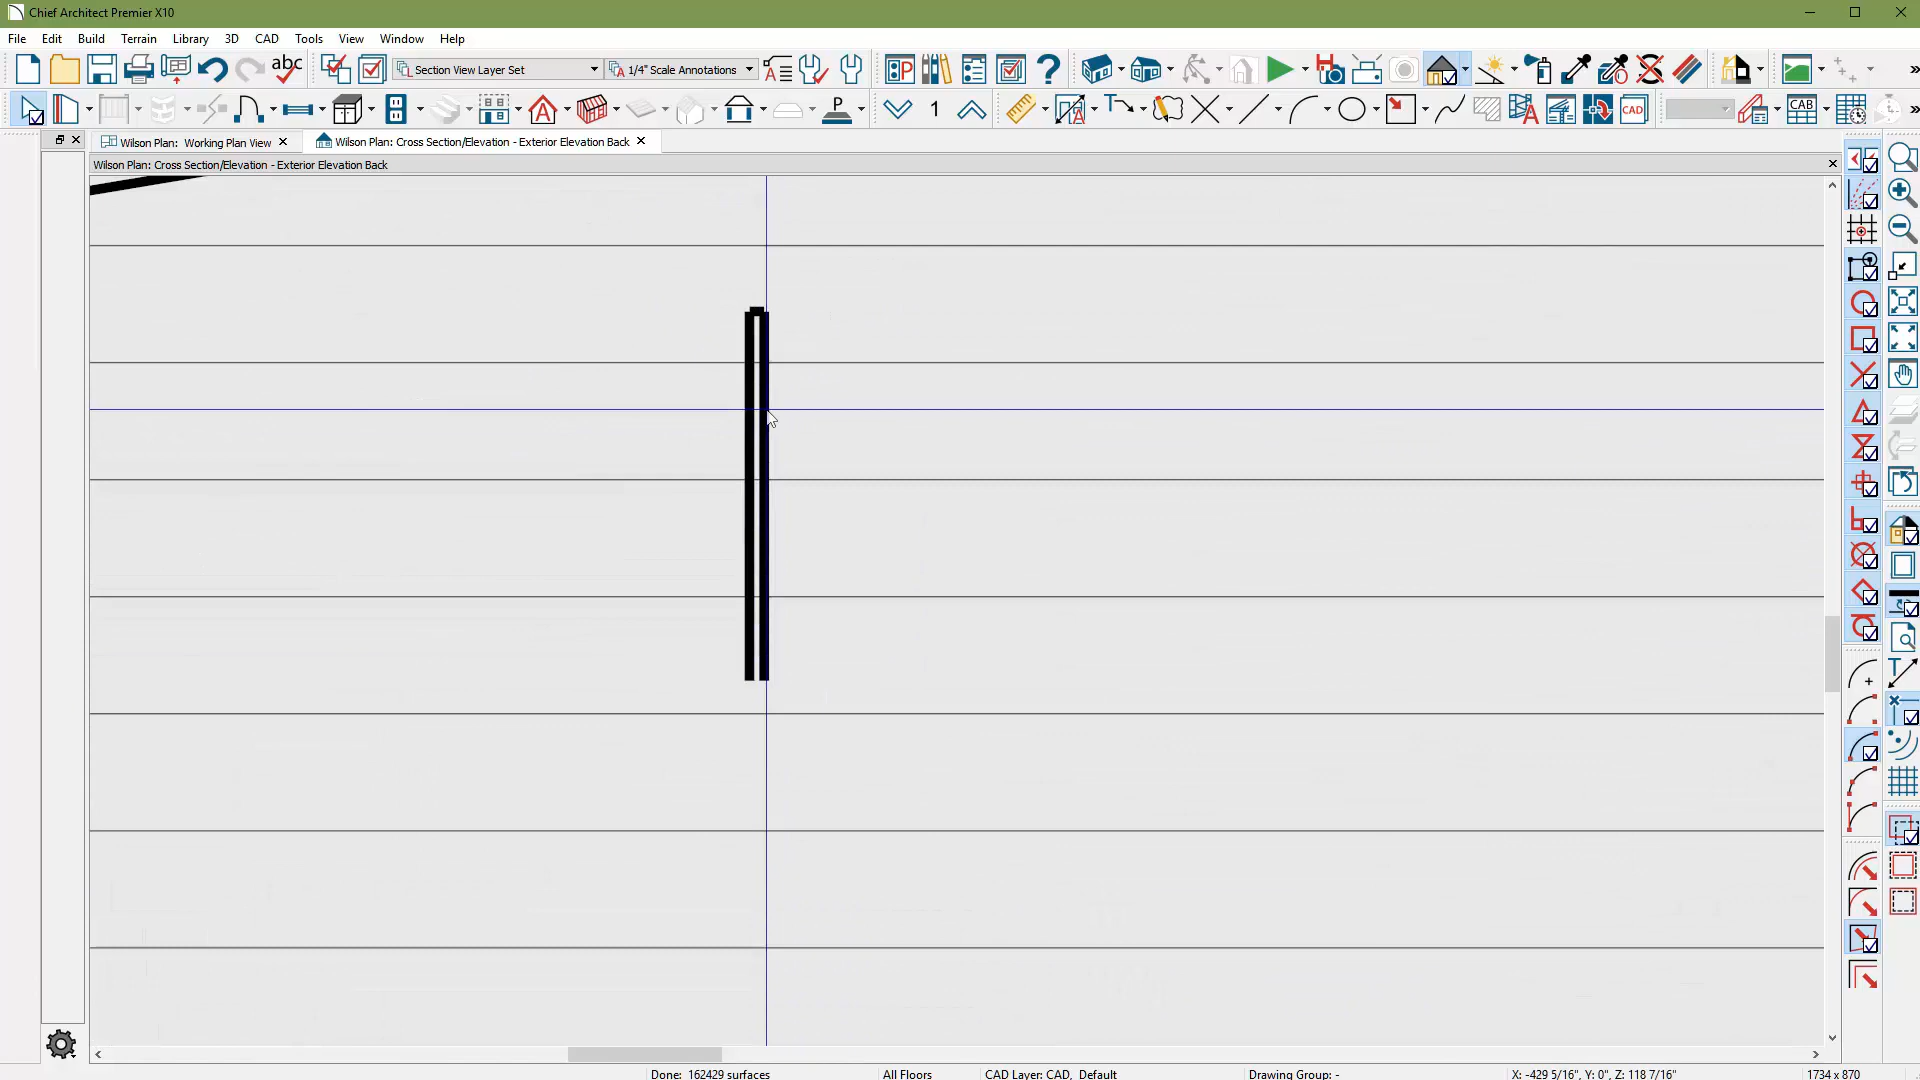 Chief Architect Premier X10
File Edit Build Terrain Library 3D CAD Tools View Window Help
abc Section View Layer Set 1/4" Scale Annotations
P 1 CAD CAB
Wilson Plan: Working Plan View Wilson Plan: Cross Section/Elevation - Exterior Elevation Back
Wilson Plan: Cross Section/Elevation - Exterior Elevation Back
Done: 162429 surfaces All Floors CAD Layer: CAD, Default Drawing Group: - X: -429 5/16", Y: 0", Z: 118 7/16" 1734 x 870